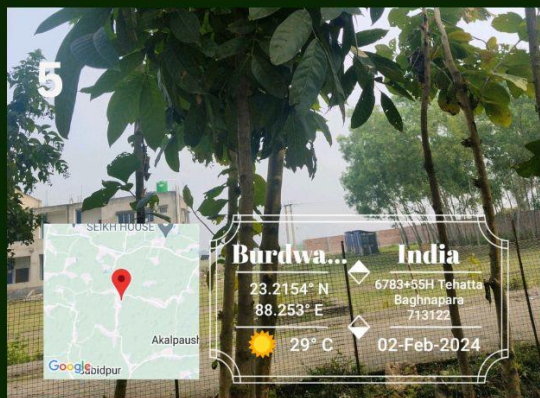 5
SEIKH HOUSE
Akalpaush
Google
abidpur
Burdwa...
23.2154° N
88.253° E
29° C
India
6783+55H Tehatta
Baghnapara
713122
02-Feb-2024